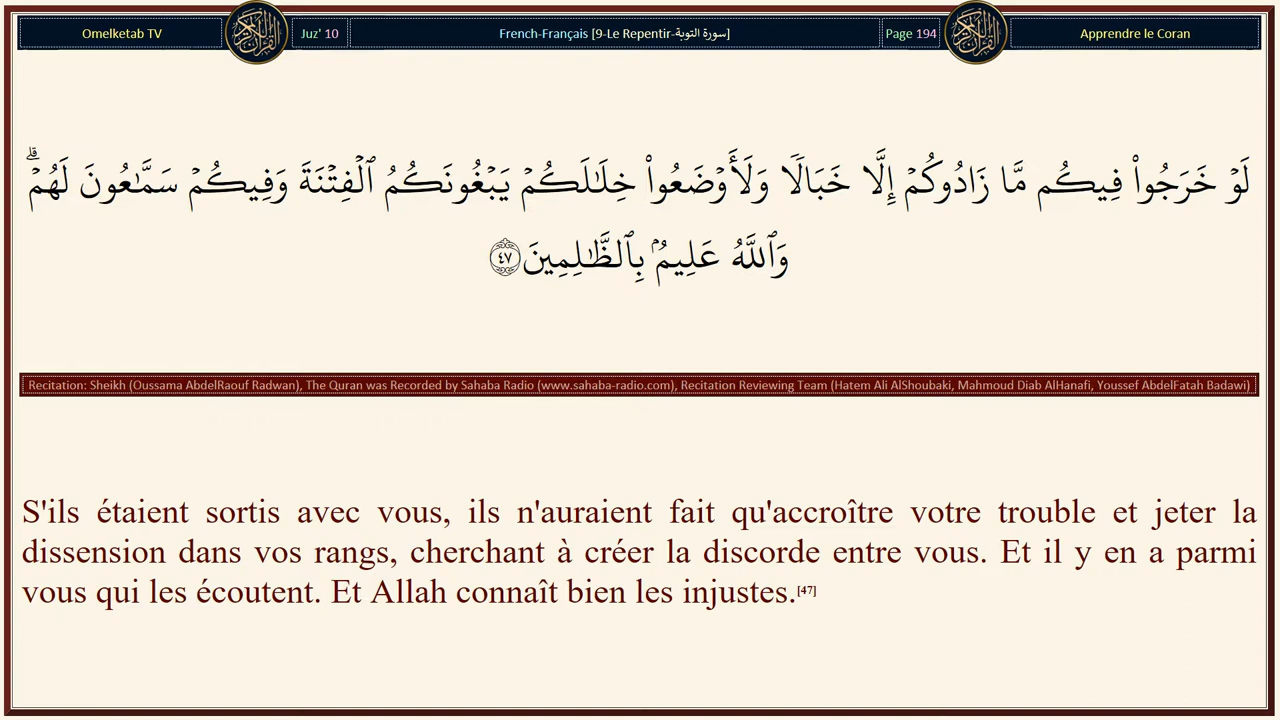 Omelketab TV
Juz' 10
French-Français [9-Le Repentir-سورة التوبة]
Page 194
Apprendre le Coran
لَوۡ خَرَجُواْ فِيكُم مَّا زَادُوكُمۡ إِلَّا خَبَالٗا وَلَأَوۡضَعُواْ خِلَٰلَكُمۡ يَبۡغُونَكُمُ ٱلۡفِتۡنَةَ وَفِيكُمۡ سَمَّٰعُونَ لَهُمۡۗ
وَٱللَّهُ عَلِيمُۢ بِٱلظَّٰلِمِينَ ٤٧
Recitation: Sheikh (Oussama AbdelRaouf Radwan), The Quran was Recorded by Sahaba Radio (www.sahaba-radio.com), Recitation Reviewing Team (Hatem Ali AlShoubaki, Mahmoud Diab AlHanafi, Youssef AbdelFatah Badawi)
S'ils étaient sortis avec vous, ils n'auraient fait qu'accroître votre trouble et jeter la
dissension dans vos rangs, cherchant à créer la discorde entre vous. Et il y en a parmi
vous qui les écoutent. Et Allah connaît bien les injustes.[47]